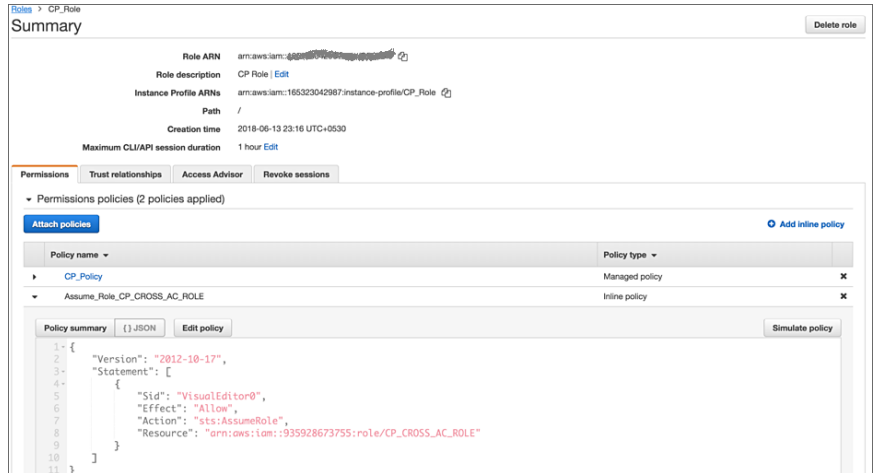 Roles > CP_Role
Summary
Delete role
Role ARN arn:aws:iam::
Role description CP Role | Edit
Instance Profile ARNs arn:aws:iam::165323042987:instance-profile/CP_Role
Path /
Creation time 2018-06-13 23:16 UTC+0530
Maximum CLI/API session duration 1 hour Edit
Permissions Trust relationships Access Advisor Revoke sessions
Permissions policies (2 policies applied)
Attach policies Add inline policy
Policy name Policy type
CP_Policy Managed policy
Assume_Role_CP_CROSS_AC_ROLE Inline policy
Policy summary { } JSON Edit policy Simulate policy
1 {
2 "Version": "2012-10-17",
3 "Statement": [
4 {
5 "Sid": "VisualEditor0",
6 "Effect": "Allow",
7 "Action": "sts:AssumeRole",
8 "Resource": "arn:aws:iam::935928673755:role/CP_CROSS_AC_ROLE"
9 }
10 ]
11 }